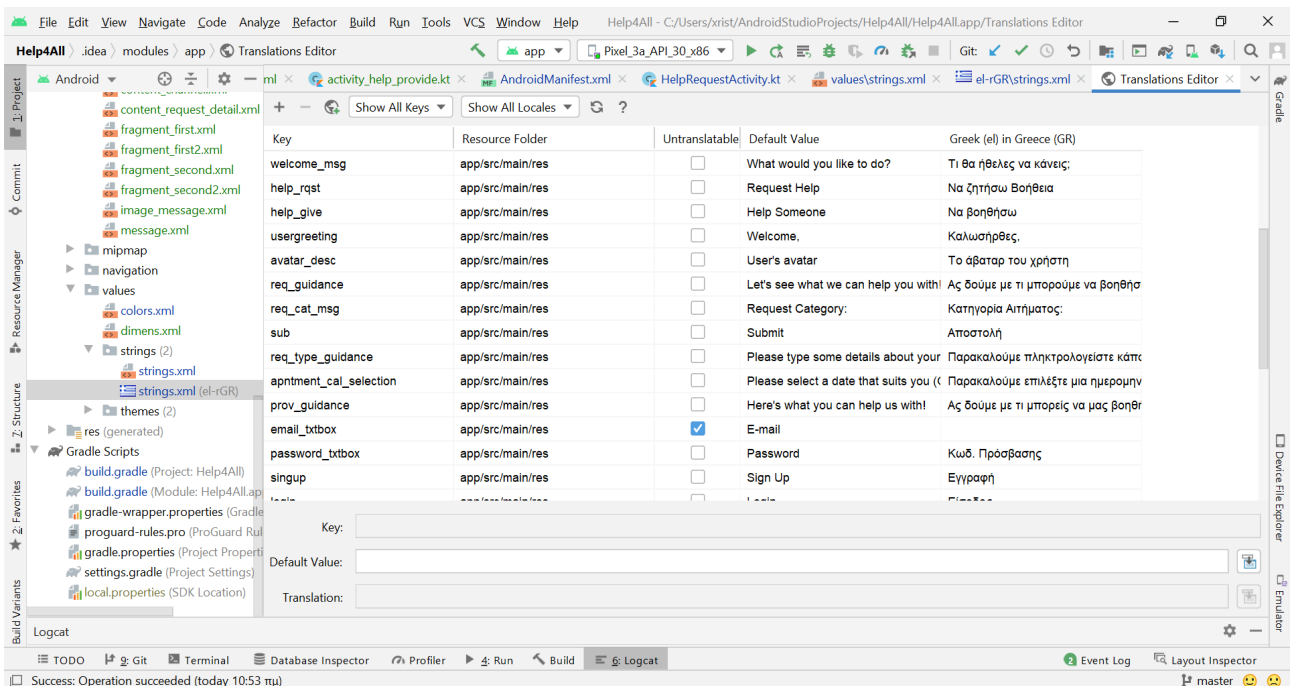 File Edit View Navigate Code Analyze Refactor Build Run Tools VCS Window Help Help4All - C:/Users/xrist/AndroidStudioProjects/Help4All/Help4All.app/Translations Editor
Help4All .idea modules app Translations Editor app Pixel_3a_API_30_x86 Git:
Android ml activity_help_provide.kt AndroidManifest.xml HelpRequestActivity.kt values\strings.xml el-rGR\strings.xml Translations Editor
1: Project
Commit
Resource Manager
7: Structure
2: Favorites
Build Variants
content_request_detail.xml
fragment_first.xml
fragment_first2.xml
fragment_second.xml
fragment_second2.xml
image_message.xml
message.xml
mipmap
navigation
values
colors.xml
dimens.xml
strings (2)
strings.xml
strings.xml (el-rGR)
themes (2)
res (generated)
Gradle Scripts
build.gradle (Project: Help4All)
build.gradle (Module: Help4All.ap
gradle-wrapper.properties (Gradle
proguard-rules.pro (ProGuard Rul
gradle.properties (Project Properti
settings.gradle (Project Settings)
local.properties (SDK Location)
+ − Show All Keys Show All Locales ?
Key Resource Folder Untranslatable Default Value Greek (el) in Greece (GR)
welcome_msg app/src/main/res What would you like to do? Τι θα ήθελες να κάνεις;
help_rqst app/src/main/res Request Help Να ζητήσω Βοήθεια
help_give app/src/main/res Help Someone Να βοηθήσω
usergreeting app/src/main/res Welcome, Καλωσήρθες,
avatar_desc app/src/main/res User's avatar Το άβαταρ του χρήστη
req_guidance app/src/main/res Let's see what we can help you with! Ας δούμε με τι μπορούμε να βοηθήσ
req_cat_msg app/src/main/res Request Category: Κατηγορία Αιτήματος:
sub app/src/main/res Submit Αποστολή
req_type_guidance app/src/main/res Please type some details about your Παρακαλούμε πληκτρολογείστε κάπο
apntment_cal_selection app/src/main/res Please select a date that suits you (O Παρακαλούμε επιλέξτε μια ημερομην
prov_guidance app/src/main/res Here's what you can help us with! Ας δούμε με τι μπορείς να μας βοηθή
email_txtbox app/src/main/res E-mail
password_txtbox app/src/main/res Password Κωδ. Πρόσβασης
singup app/src/main/res Sign Up Εγγραφή
login app/src/main/res Login Είσοδος
Key:
Default Value:
Translation:
Gradle
Device File Explorer
Emulator
Logcat
TODO 9: Git Terminal Database Inspector Profiler 4: Run Build 6: Logcat 2 Event Log Layout Inspector
Success: Operation succeeded (today 10:53 πμ) master